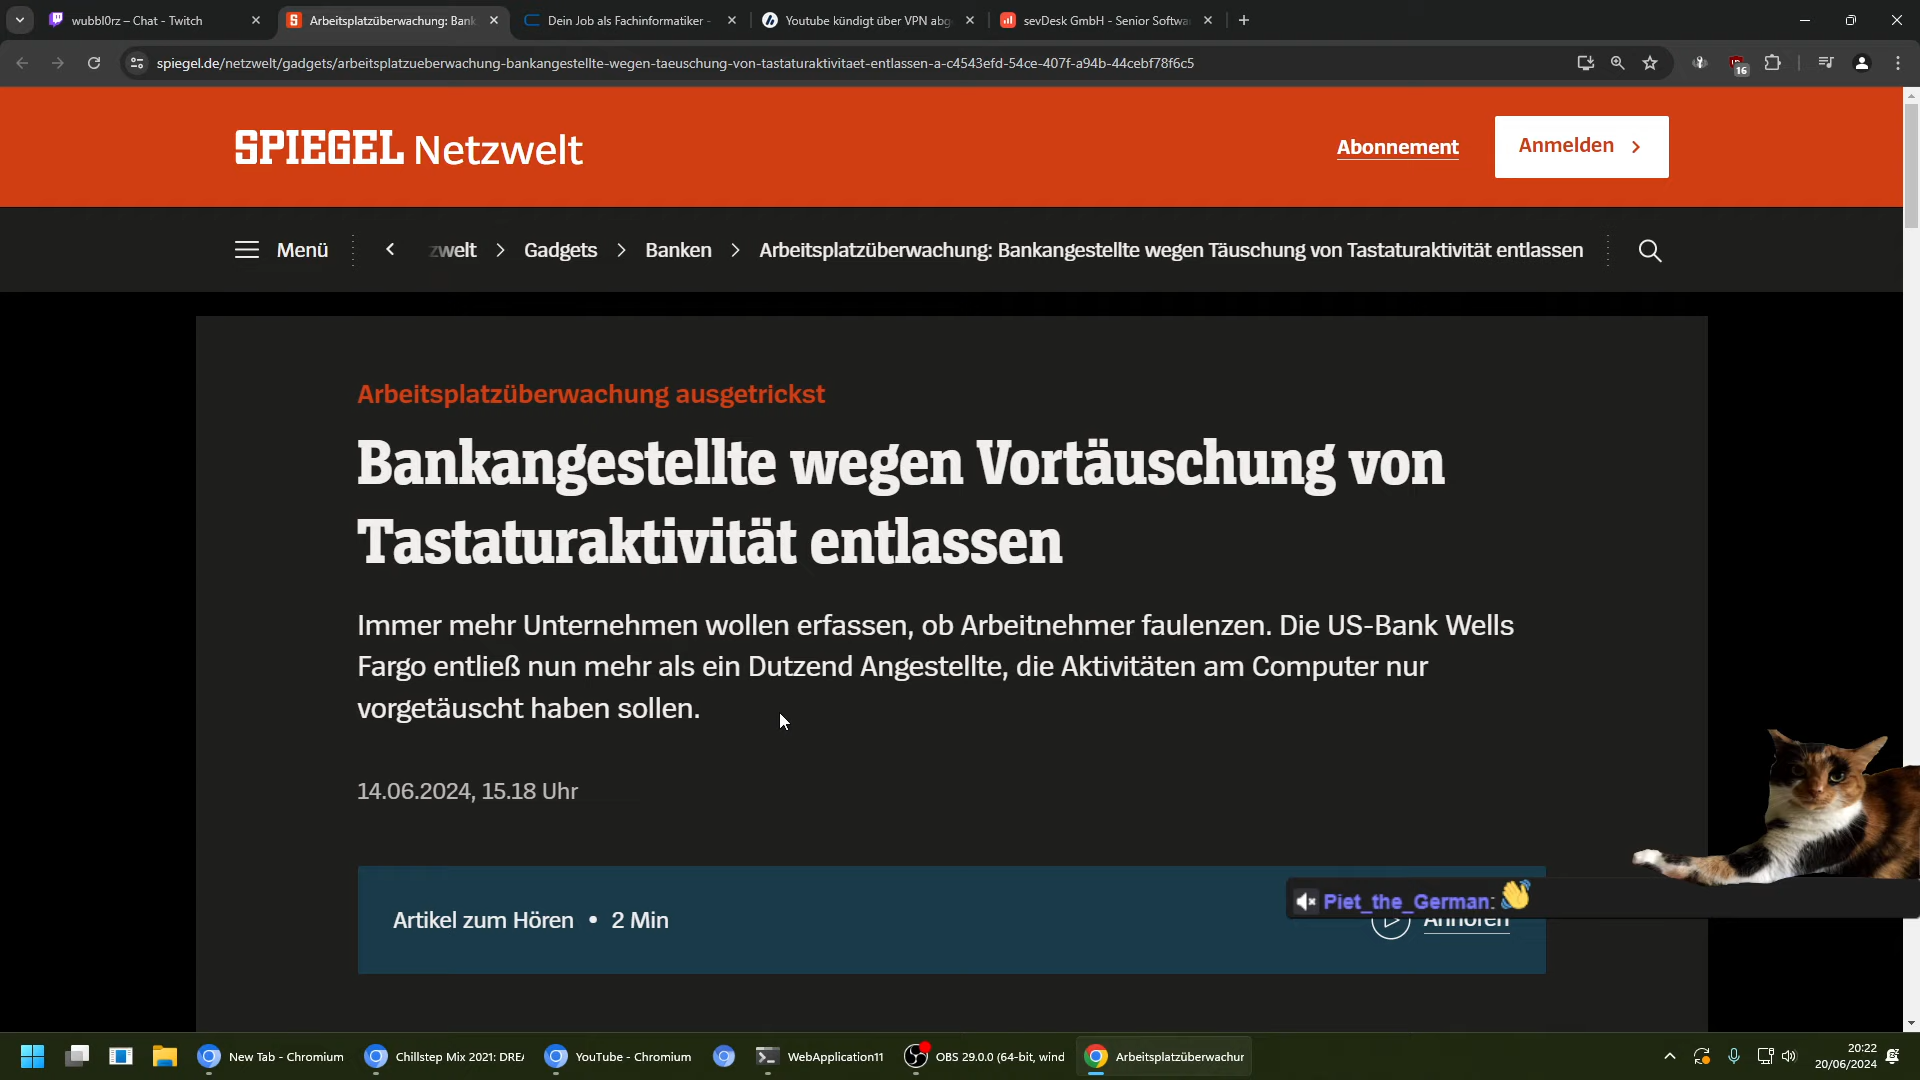 wubbl0rz – Chat - Twitch
Arbeitsplatzüberwachung: Bank
Dein Job als Fachinformatiker -
Youtube kündigt über VPN abg
sevDesk GmbH - Senior Softwa
spiegel.de/netzwelt/gadgets/arbeitsplatzueberwachung-bankangestellte-wegen-taeuschung-von-tastaturaktivitaet-entlassen-a-c4543efd-54ce-407f-a94b-44cebf78f6c5
16
SPIEGEL Netzwelt
Abonnement
Anmelden
Menü
zwelt
Gadgets
Banken
Arbeitsplatzüberwachung: Bankangestellte wegen Täuschung von Tastaturaktivität entlassen
Arbeitsplatzüberwachung ausgetrickst
Bankangestellte wegen Vortäuschung von
Tastaturaktivität entlassen
Immer mehr Unternehmen wollen erfassen, ob Arbeitnehmer faulenzen. Die US-Bank Wells
Fargo entließ nun mehr als ein Dutzend Angestellte, die Aktivitäten am Computer nur
vorgetäuscht haben sollen.
14.06.2024, 15.18 Uhr
Piet_the_German:
Artikel zum Hören • 2 Min
Anhören
New Tab - Chromium
Chillstep Mix 2021: DREA
YouTube - Chromium
WebApplication11
OBS 29.0.0 (64-bit, wind
Arbeitsplatzüberwachur
20:22
20/06/2024